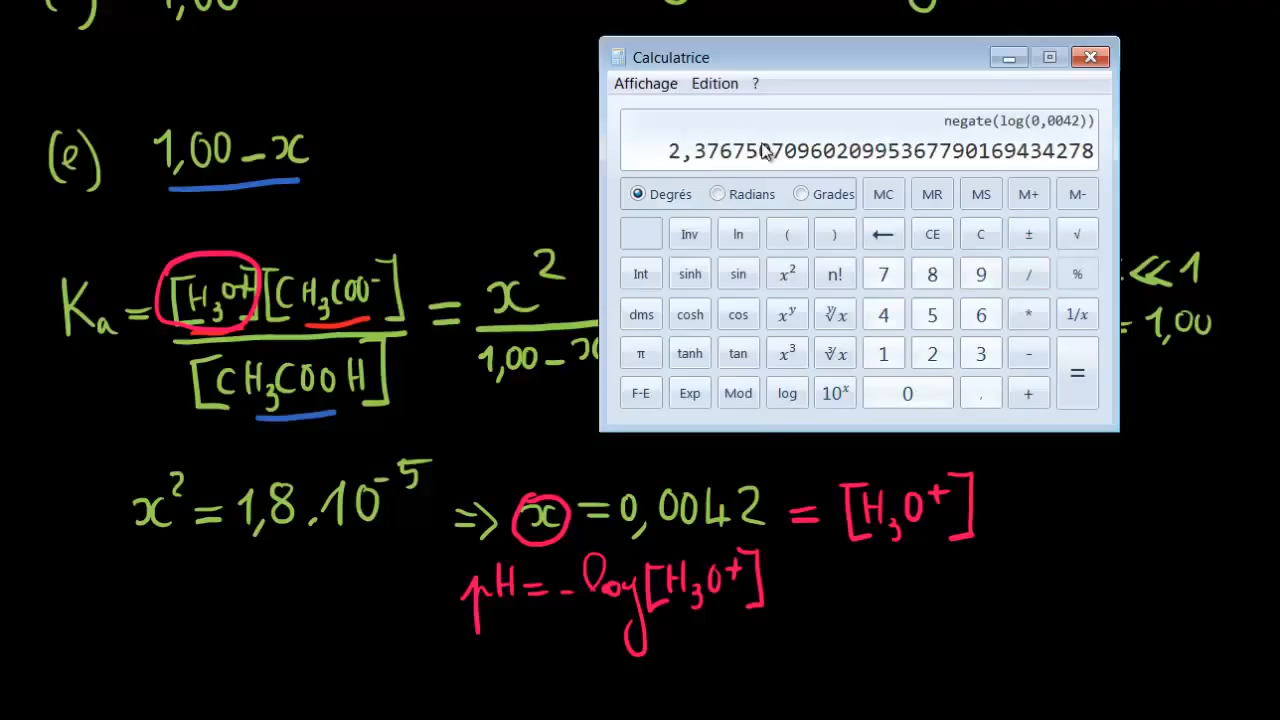 1,00
Calculatrice
Affichage Edition ?
negate(log(0,0042))
2,3767507096020995367790169434278
Degrés Radians Grades MC MR MS M+ M-
Inv ln ( ) ← CE C ± √
Int sinh sin x² n! 7 8 9 / % 
dms cosh cos xʸ ʸ√x 4 5 6 * 1/x
π tanh tan x³ ³√x 1 2 3 - =
F-E Exp Mod log 10ˣ 0 , +
(e) 1,00 - x
Ka = [H₃O+][CH₃COO⁻] / [CH₃COOH] = x² / 1,00 - x
<< 1
= 1,00
x² = 1,8 . 10⁻⁵ => x = 0,0042 = [H₃O⁺]
pH = - log[H₃O⁺]